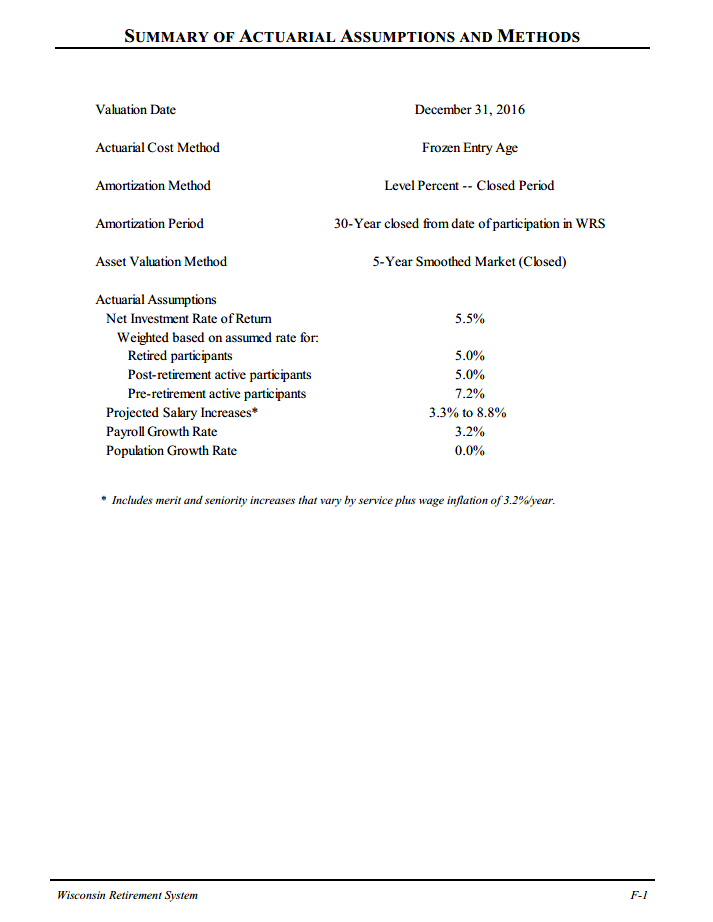 SUMMARY OF ACTUARIAL ASSUMPTIONS AND METHODS
Valuation Date December 31, 2016
Actuarial Cost Method Frozen Entry Age
Amortization Method Level Percent -- Closed Period
Amortization Period 30-Year closed from date of participation in WRS
Asset Valuation Method 5-Year Smoothed Market (Closed)
Actuarial Assumptions
Net Investment Rate of Return 5.5%
Weighted based on assumed rate for:
Retired participants 5.0%
Post-retirement active participants 5.0%
Pre-retirement active participants 7.2%
Projected Salary Increases* 3.3% to 8.8%
Payroll Growth Rate 3.2%
Population Growth Rate 0.0%
* Includes merit and seniority increases that vary by service plus wage inflation of 3.2%/year.
Wisconsin Retirement System F-1